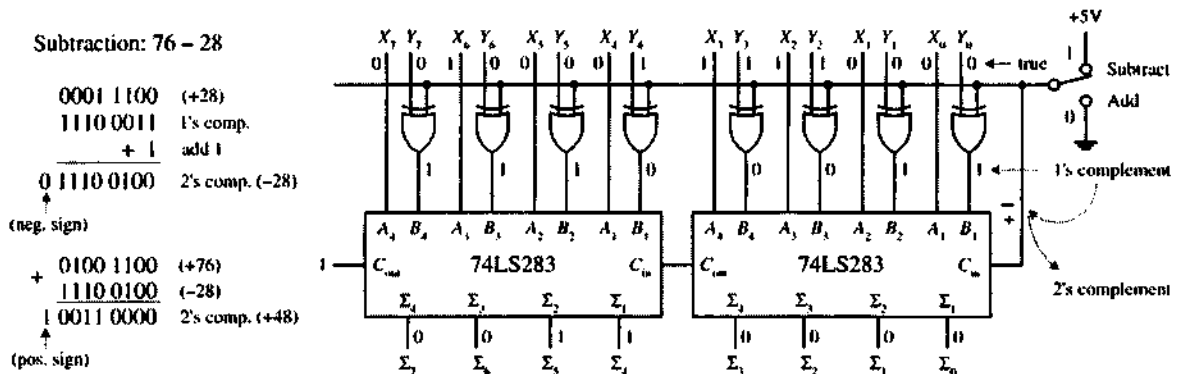 Subtraction: 76 – 28
0001 1100 (+28)
1110 0011 1's comp.
+ 1 add 1
0 1110 0100 2's comp. (−28)
(neg. sign)
+ 0100 1100 (+76)
1110 0100 (−28)
1 0011 0000 2's comp. (+48)
(pos. sign)
+5V
X₇ Y₇ X₆ Y₆ X₅ Y₅ X₄ Y₄ X₃ Y₃ X₂ Y₂ X₁ Y₁ X₀ Y₀
0 0 1 0 0 0 0 1 1 1 1 1 0 0 0 0 true
1 Subtract
0 Add
1 1 1 0 0 0 1 1 1's complement
− +
A₄ B₄ A₃ B₃ A₂ B₂ A₁ B₁ A₄ B₄ A₃ B₃ A₂ B₂ A₁ B₁
1 Cout 74LS283 Cin Cout 74LS283 Cin
2's complement
Σ₄ Σ₃ Σ₂ Σ₁ Σ₄ Σ₃ Σ₂ Σ₁
0 0 1 1 0 0 0 0
Σ₇ Σ₆ Σ₅ Σ₄ Σ₃ Σ₂ Σ₁ Σ₀